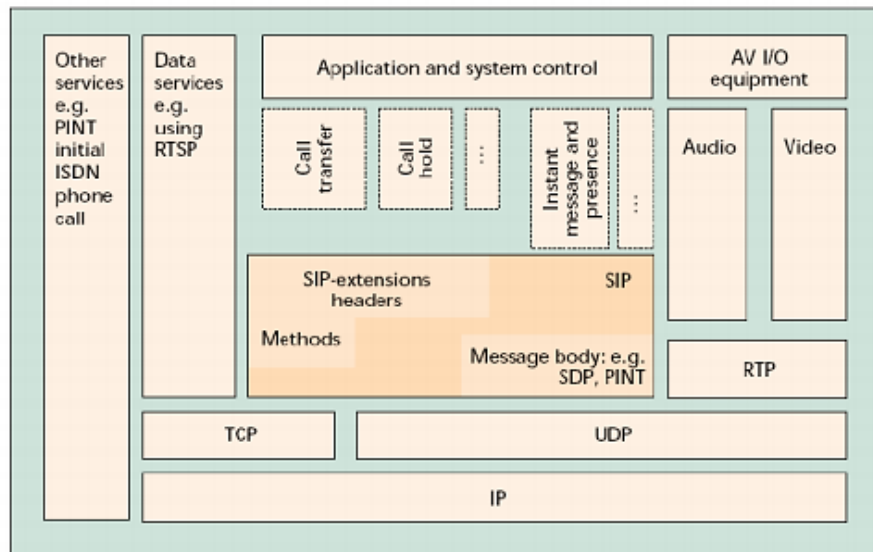 Other
services
e.g.
PINT
initial
ISDN
phone
call
Data
services
e.g.
using
RTSP
Application and system control
AV I/O
equipment
Call
transfer
Call
hold
...
Instant
message and
presence
...
Audio
Video
SIP-extensions
headers
SIP
Methods
Message body: e.g.
SDP, PINT
RTP
TCP
UDP
IP